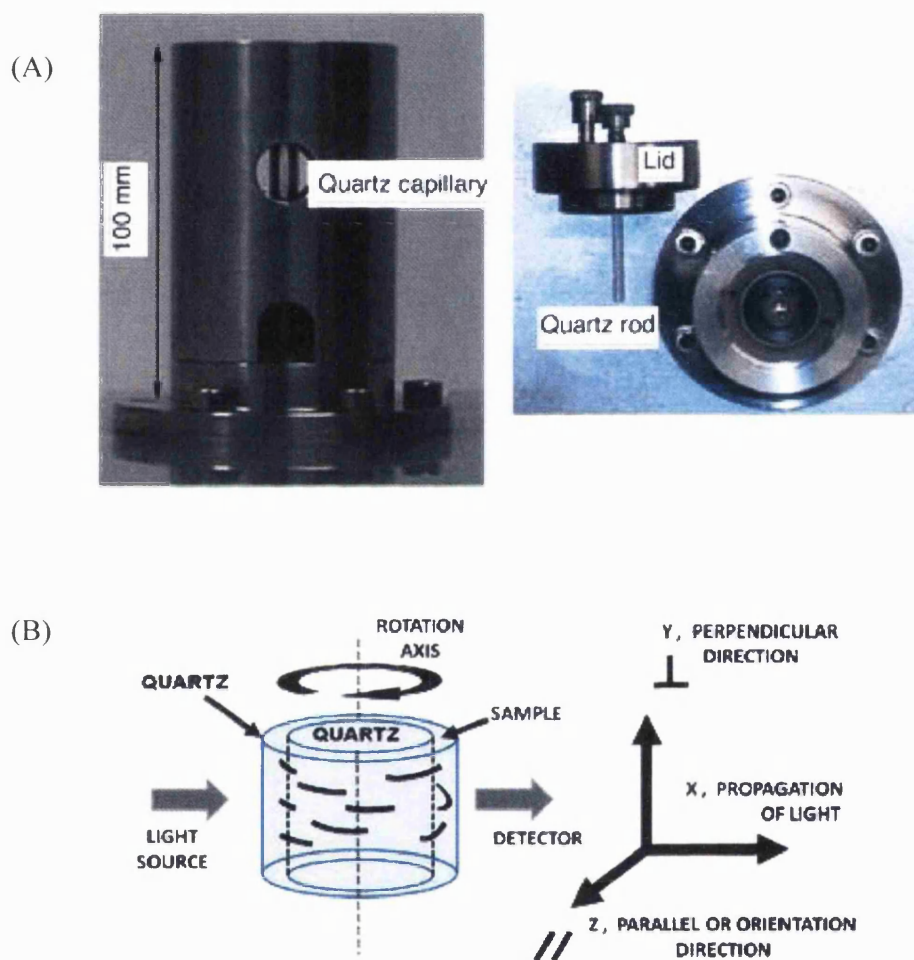 (A)
100 mm
Quartz capillary
Lid
Quartz rod
(B)
ROTATION
AXIS
QUARTZ
SAMPLE
QUARTZ
LIGHT
SOURCE
DETECTOR
Y, PERPENDICULAR
DIRECTION
⊥
X, PROPAGATION
OF LIGHT
Z, PARALLEL OR ORIENTATION
DIRECTION
//